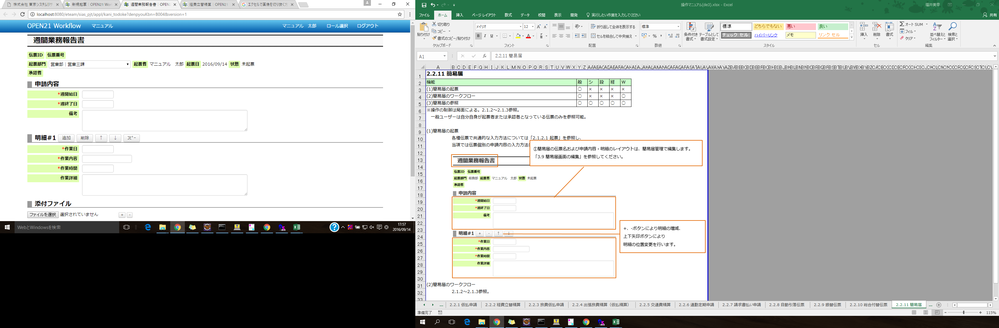 株式会社 東京システムリサ
新規起票 | OPEN21 Wor
週間業務報告書 | OPEN2
経費立替精算 | OPEN21
エクセルで画像を切り抜く方
localhost:8080/eteam/sias_pjt/appl/kani_todoke?denpyouKbn=B004&version=1
OPEN21 Workflow マニュアル マニュアル 太郎 ロール選択 ログアウト
週間業務報告書
伝票ID 伝票番号
起票部門 営業部 | 営業三課 起票者 マニュアル 太郎 起票日 2016/09/14 状態 未起票
承認者
申請内容
*週開始日
*週終了日
備考
明細#1 追加 削除 ↑ ↓ ｺﾋﾟｰ
*作業日
*作業内容
*作業時間
作業詳細
添付ファイル
ファイルを選択 選択されていません + -
WebとWindowsを検索
17:57
2016/09/14
操作マニュアル(de3).xlsx - Excel
福井美幸
ファイル ホーム 挿入 ページ レイアウト 数式 データ 校閲 表示 開発 実行したい作業を入力してください 共有
貼り付け
切り取り
コピー
書式のコピー/貼り付け
クリップボード
メイリオ 12
B I U
フォント
折り返して全体を表示する
セルを結合して中央揃え
配置
標準
数値
条件付き書式
テーブルとして書式設定
標準 どちらでもない 悪い 良い
チェック セル ハイパーリンク メモ リンク セル
スタイル
挿入 削除 書式
セル
オート SUM
フィル
クリア
並べ替えとフィルター
検索と選択
編集
A1 2.2.11 簡易届
2.2.11 簡易届
機能 般 シ 設 経 W
(1)簡易届の起票 ○ × × × ×
(2)簡易届のワークフロー ○ × × × ○
(3)簡易届の参照 ○ ○ ○ ○ ○
※操作の制御は局面による。2.1.2～2.1.3参照。
一般ユーザーは自分自身が起票者または承認者となっている伝票のみを参照可能。
(1)簡易届の起票
各種伝票で共通的な入力方法については「2.1.2.1 起票」を参照し、
当項では伝票個別の申請内容の入力方法
①簡易届の伝票名および申請内容・明細のレイアウトは、簡易届管理で編集します。
「3.9 簡易届画面の編集」を参照してください。
週間業務報告書
伝票ID 伝票番号
起票部門 総務部 起票者 マニュアル 太郎 状態 未起票
承認者
申請内容
*週開始日
*週終了日
備考
+、-ボタンにより明細の増減、
上下矢印ボタンにより
明細の位置変更を行います。
明細#1 + - ↑ ↓
*作業日
*作業内容
*作業時間
作業詳細
(2)簡易届のワークフロー
2.1.2～2.1.3参照。
... 2.2.1 仮払申請 2.2.2 経費立替精算 2.2.3 旅費仮払申請 2.2.4 出張旅費精算（仮払精算） 2.2.5 交通費精算 2.2.6 通勤定期申請 2.2.7 請求書払い申請 2.2.8 自動引落伝票 2.2.9 振替伝票 2.2.10 総合付替伝票 2.2.11 簡易届 ...
準備完了 115%